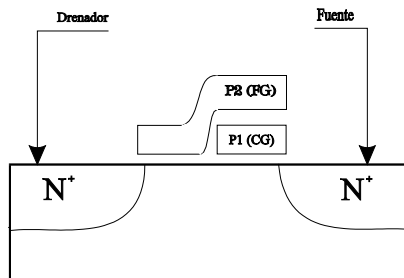 Drenador
Fuente
P2 (FG)
P1 (CG)
N+
N+